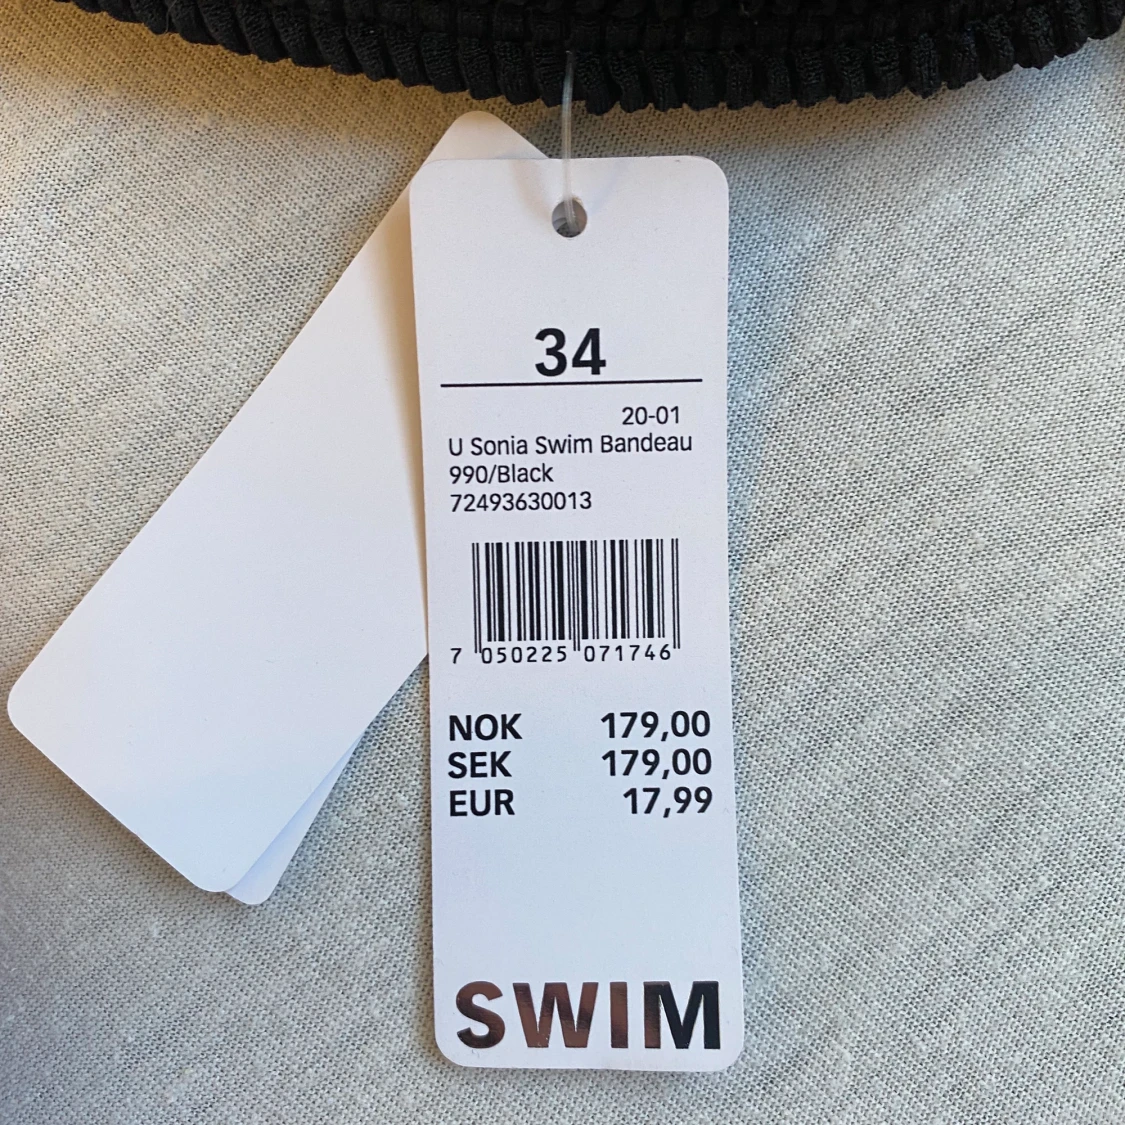 34
20-01
U Sonia Swim Bandeau
990/Black
72493630013
7 050225 071746
NOK 179,00
SEK 179,00
EUR 17,99
SWIM